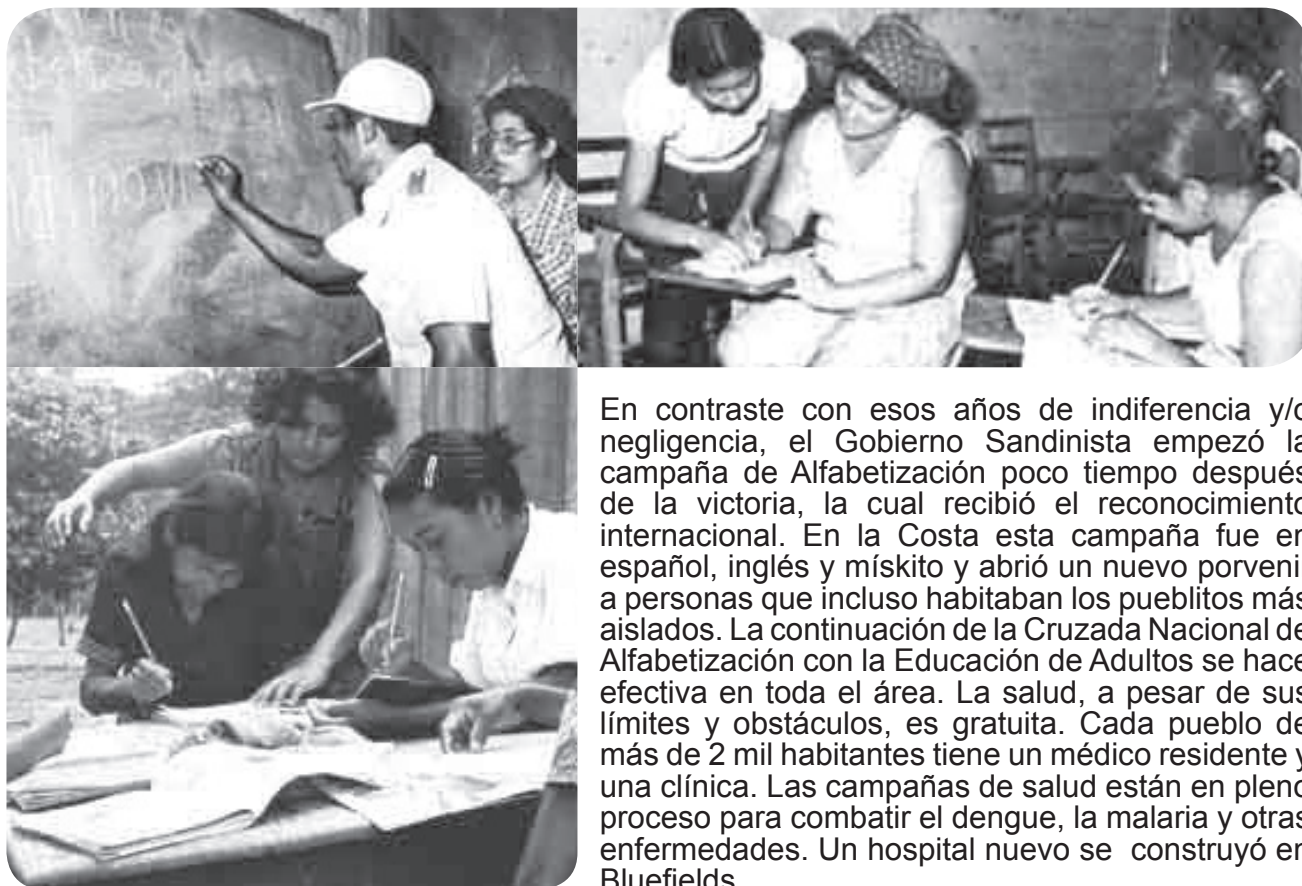 En contraste con esos años de indiferencia y/o
negligencia, el Gobierno Sandinista empezó la
campaña de Alfabetización poco tiempo después
de la victoria, la cual recibió el reconocimiento
internacional. En la Costa esta campaña fue en
español, inglés y mískito y abrió un nuevo porvenir
a personas que incluso habitaban los pueblitos más
aislados. La continuación de la Cruzada Nacional de
Alfabetización con la Educación de Adultos se hace
efectiva en toda el área. La salud, a pesar de sus
límites y obstáculos, es gratuita. Cada pueblo de
más de 2 mil habitantes tiene un médico residente y
una clínica. Las campañas de salud están en pleno
proceso para combatir el dengue, la malaria y otras
enfermedades. Un hospital nuevo se construyó en
Bluefields